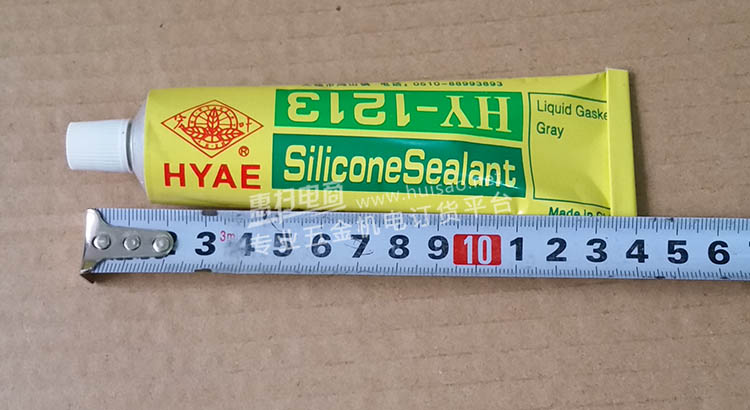 0510-88993893
HY-1213
HYAE
®
SiliconeSealant
Liquid Gaske
Gray
Made in
惠扫电商
www.huisao.net
专业五金机电订货平台
3 3m 4 5 6 7 8 9 10 1 2 3 4 5 6